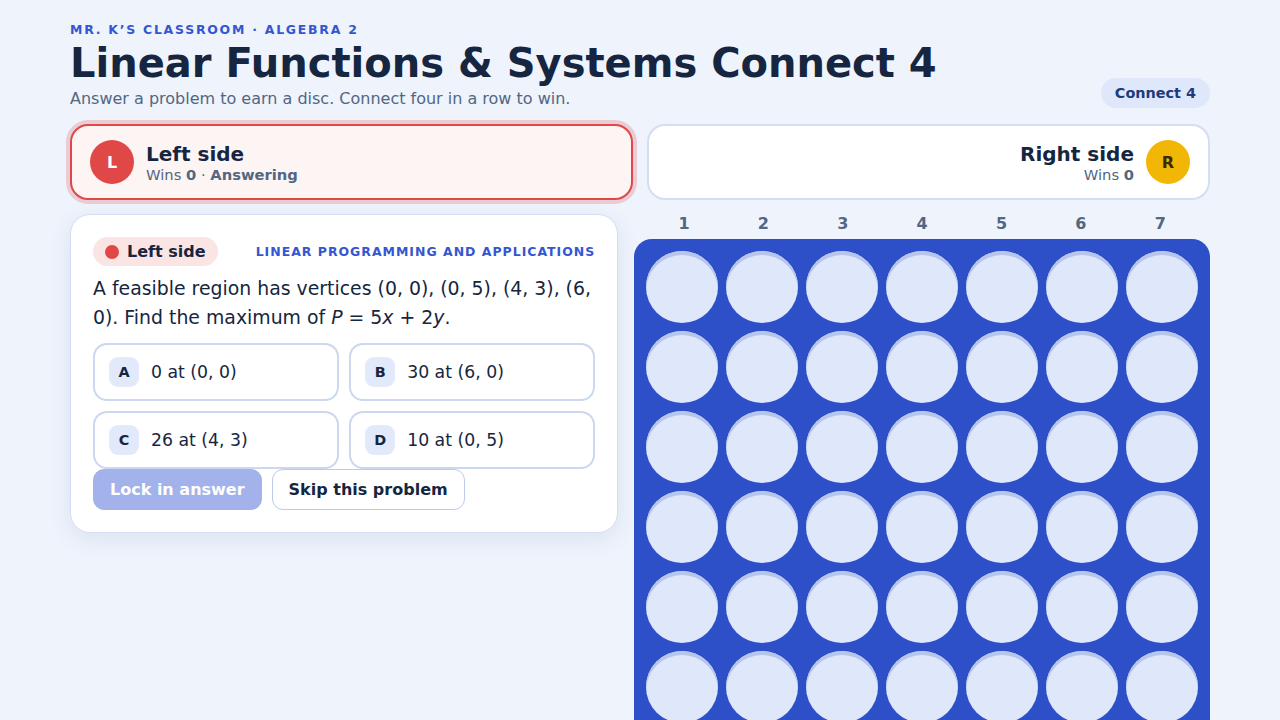 MR. K’S CLASSROOM · ALGEBRA 2
Linear Functions & Systems Connect 4
Answer a problem to earn a disc. Connect four in a row to win.
Connect 4
L
Left side
Wins 0 · Answering
Right side
Wins 0
R
Left side
LINEAR PROGRAMMING AND APPLICATIONS
A feasible region has vertices (0, 0), (0, 5), (4, 3), (6,
0). Find the maximum of P = 5x + 2y.
A 0 at (0, 0)
B 30 at (6, 0)
C 26 at (4, 3)
D 10 at (0, 5)
Lock in answer
Skip this problem
1 2 3 4 5 6 7